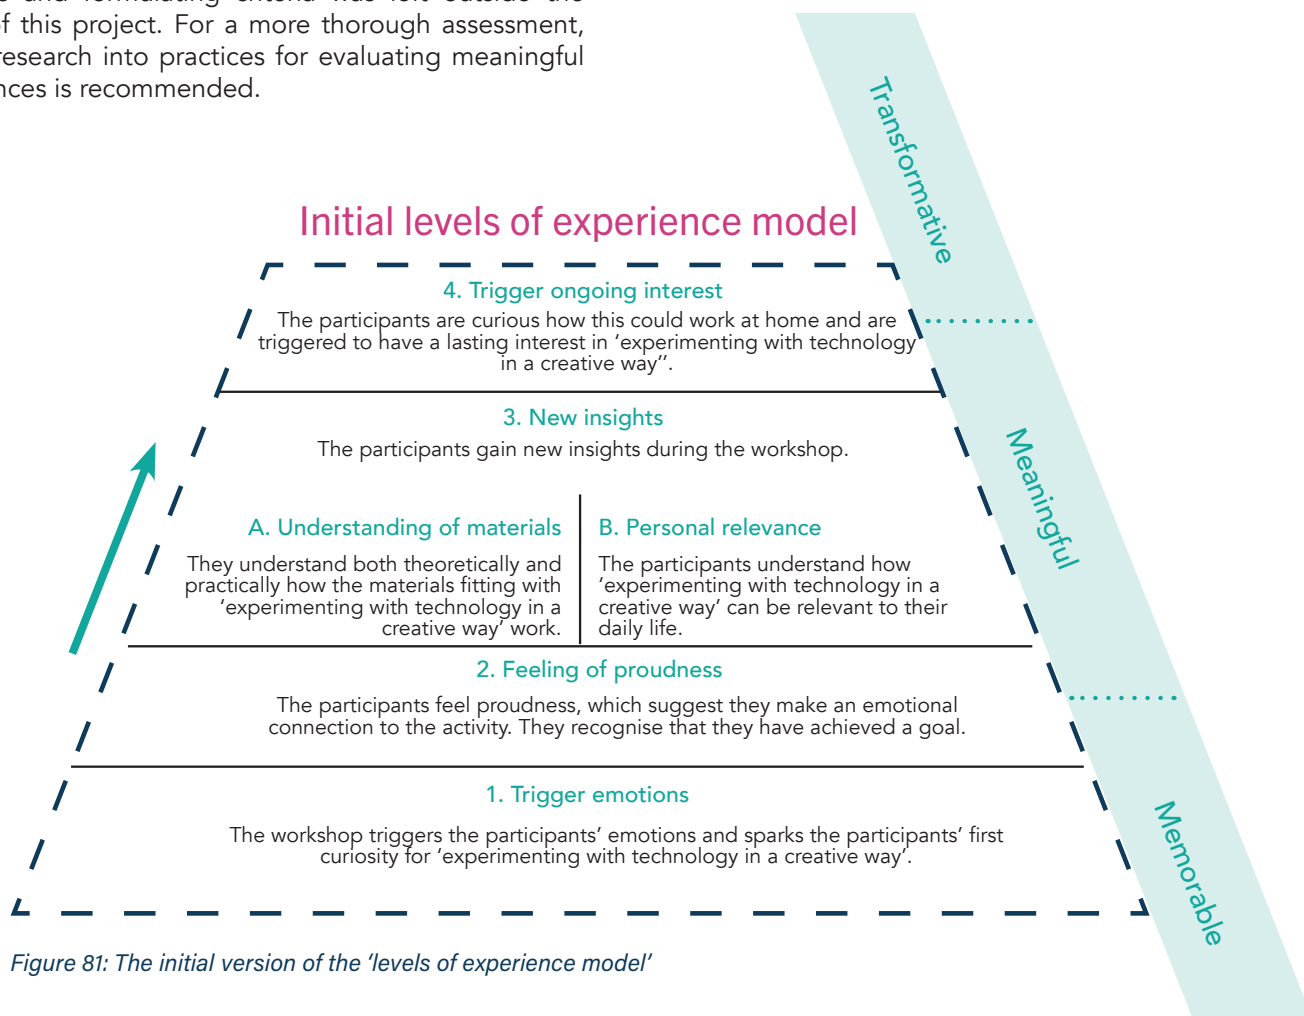 and formulating criteria was left outside the
of this project. For a more thorough assessment,
research into practices for evaluating meaningful
nces is recommended.
Initial levels of experience model
4. Trigger ongoing interest
The participants are curious how this could work at home and are
triggered to have a lasting interest in ‘experimenting with technology
in a creative way’’.
3. New insights
The participants gain new insights during the workshop.
A. Understanding of materials
They understand both theoretically and
practically how the materials fitting with
‘experimenting with technology in a
creative way’ work.
B. Personal relevance
The participants understand how
‘experimenting with technology in a
creative way’ can be relevant to their
daily life.
2. Feeling of proudness
The participants feel proudness, which suggest they make an emotional
connection to the activity. They recognise that they have achieved a goal.
1. Trigger emotions
The workshop triggers the participants’ emotions and sparks the participants’ first
curiosity for ‘experimenting with technology in a creative way’.
Transformative
Meaningful
Memorable
Figure 81: The initial version of the ‘levels of experience model’